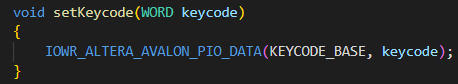 void setKeycode(WORD keycode)
{
    IOWR_ALTERA_AVALON_PIO_DATA(KEYCODE_BASE, keycode);
}